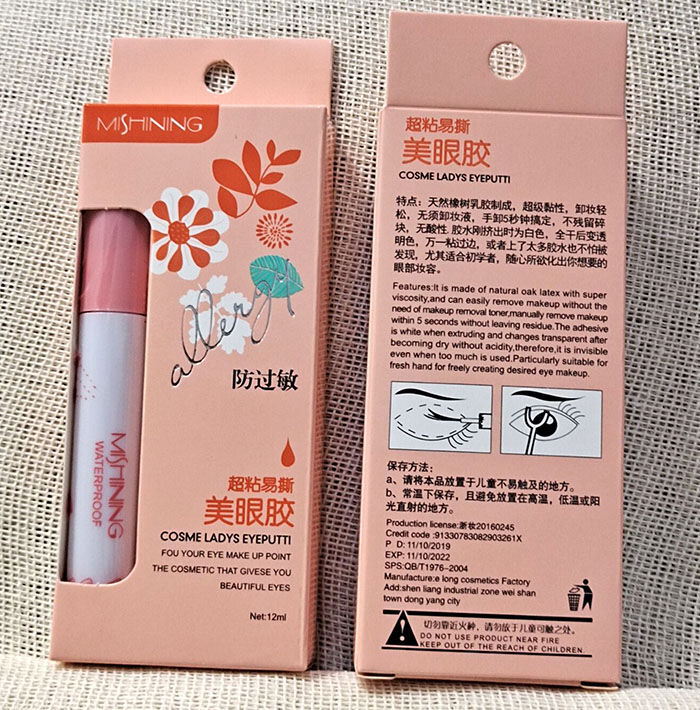 MISHINING
allergy
防过敏
MISHINING
WATERPROOF
超粘易撕
美眼胶
COSME LADYS EYEPUTTI
FOU YOUR EYE MAKE UP POINT
THE COSMETIC THAT GIVESE YOU
BEAUTIFUL EYES
Net:12ml
超粘易撕
美眼胶
COSME LADYS EYEPUTTI
特点：天然橡树乳胶制成，超级黏性，卸妆轻
松，无须卸妆液，手卸5秒钟搞定，不残留碎
块，无酸性.胶水刚挤出时为白色，全干后变透
明色，万一粘过边，或者上了太多胶水也不怕被
发现，尤其适合初学者，随心所欲化出你想要的
眼部妆容。
Features:It is made of natural oak latex with super
viscosity,and can easily remove makeup without the
need of makeup removal toner,manually remove makeup
within 5 seconds without leaving residue.The adhesive
is white when extruding and changes transparent after
becoming dry without acidity,therefore,it is invisible
even when too much is used.Particularly suitable for
fresh hand for freely creating desired eye makeup.
保存方法：
a、请将本品放置于儿童不易触及的地方。
b、常温下保存，且避免放置在高温，低温或阳
光直射的地方。
Production license:浙妆20160245
Credit code :91330783082903261X
P D: 11/10/2019
EXP: 11/10/2022
SPS:QB/T1976-2004
Manufacture:e long cosmetics Factory
Add:shen liang industrial zone wei shan
town dong yang city
切勿靠近火种，请勿放于儿童可触之处.
DO NOT USE PRODUCT NEAR FIRE
KEEP OUT OF THE REACH OF CHILDREN.